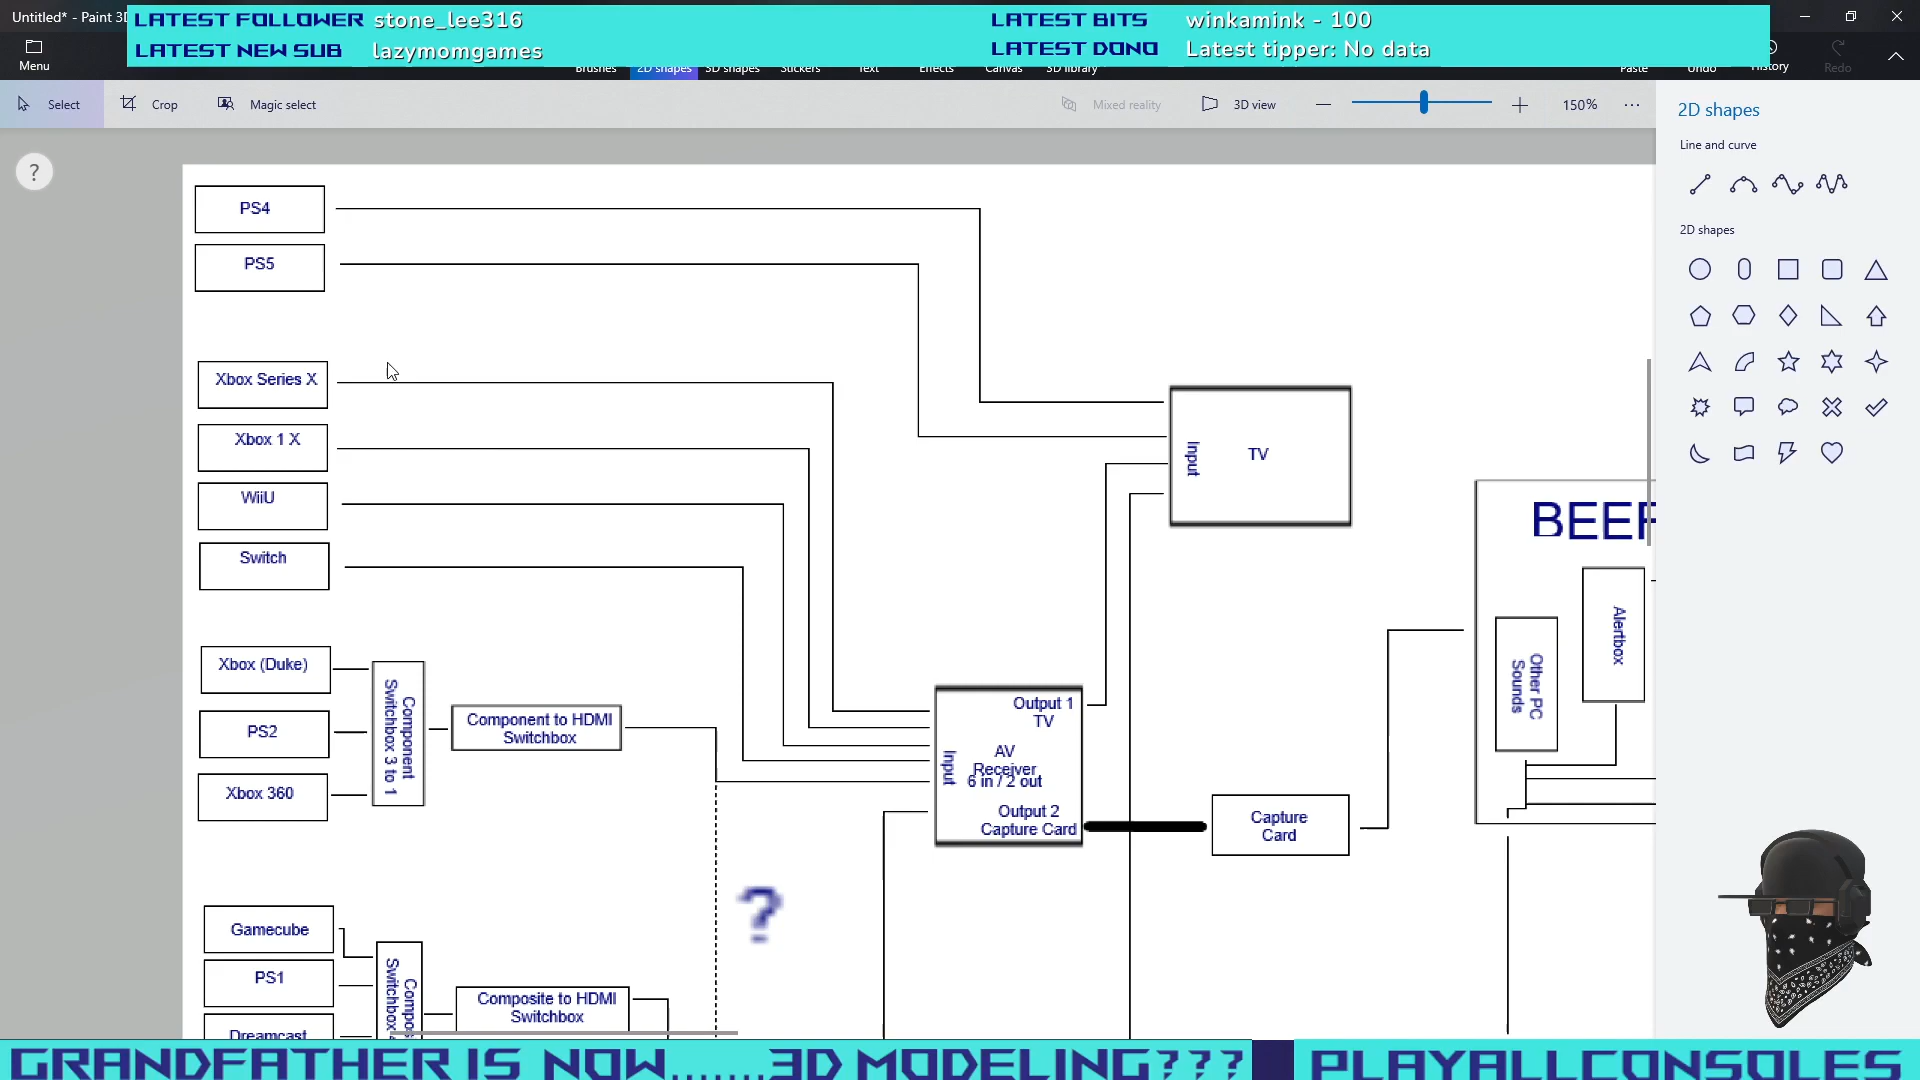 Untitled* - Paint 3D
LATEST FOLLOWER stone_lee316
LATEST NEW SUB lazymomgames
LATEST BITS winkamink - 100
LATEST DONO Latest tipper: No data
Menu
Brushes 2D shapes 3D shapes Stickers Text Effects Canvas 3D library
Paste Undo History Redo
Select Crop Magic select
Mixed reality 3D view 150%
2D shapes
Line and curve
2D shapes
?
PS4
PS5
Xbox Series X
Xbox 1 X
WiiU
Switch
Xbox (Duke)
PS2
Xbox 360
Component
Switchbox 3 to 1
Component to HDMI
Switchbox
Gamecube
PS1
Dreamcast
Switchbox
Composite to HDMI
Switchbox
?
Input
TV
Output 1
TV
Input
AV
Receiver
6 in / 2 out
Output 2
Capture Card
Capture
Card
BEEF
Alertbox
Other PC
Sounds
GRANDFATHER IS NOW.......3D MODELING???
PLAYALLCONSOLES